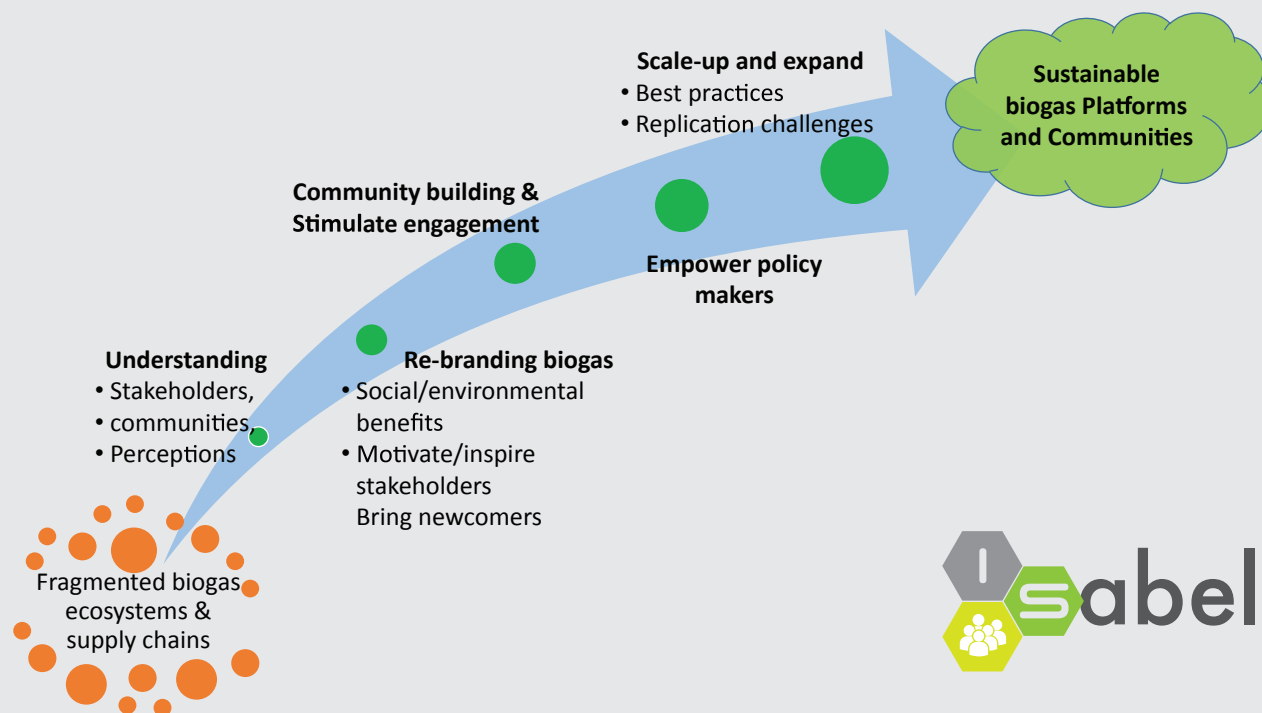 Scale-up and expand
• Best practices
• Replication challenges
Sustainable
biogas Platforms
and Communities
Community building &
Stimulate engagement
Empower policy
makers
Understanding
• Stakeholders,
• communities,
• Perceptions
Re-branding biogas
• Social/environmental
benefits
• Motivate/inspire
stakeholders
Bring newcomers
Fragmented biogas
ecosystems &
supply chains
Isabel